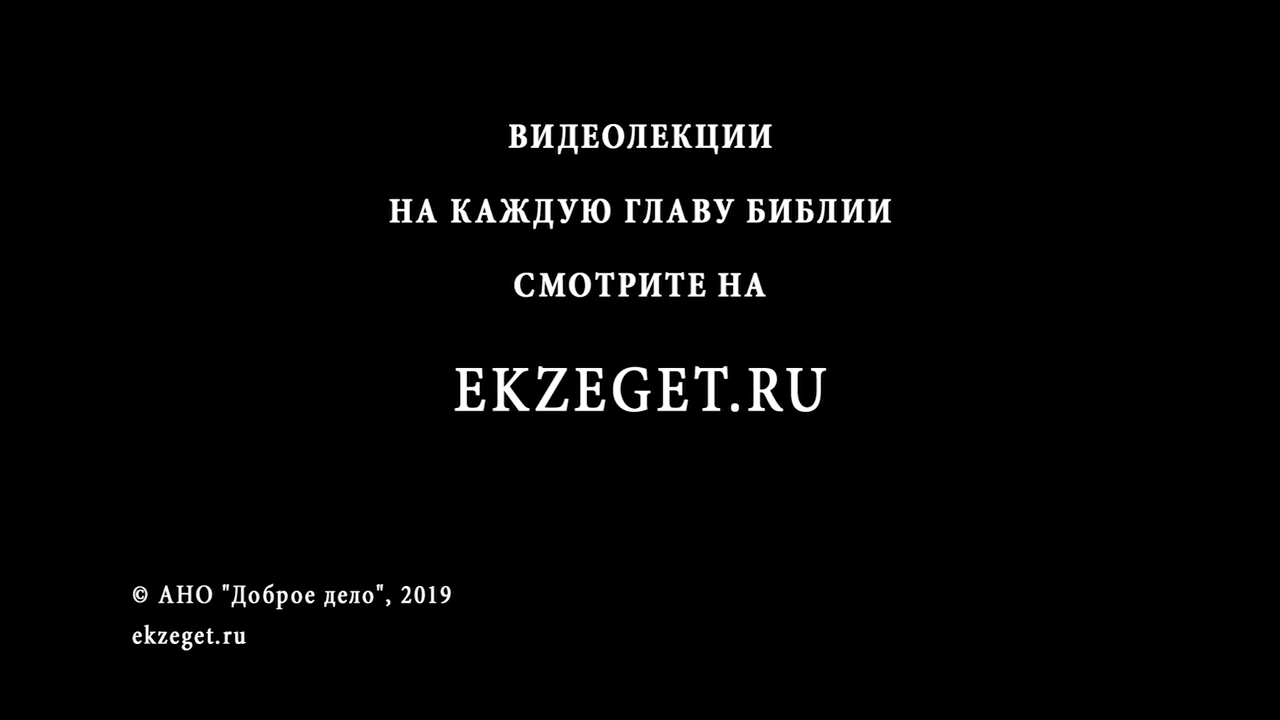 ВИДЕОЛЕКЦИИ
НА КАЖДУЮ ГЛАВУ БИБЛИИ
СМОТРИТЕ НА
EKZEGET.RU
© АНО "Доброе дело", 2019
ekzeget.ru